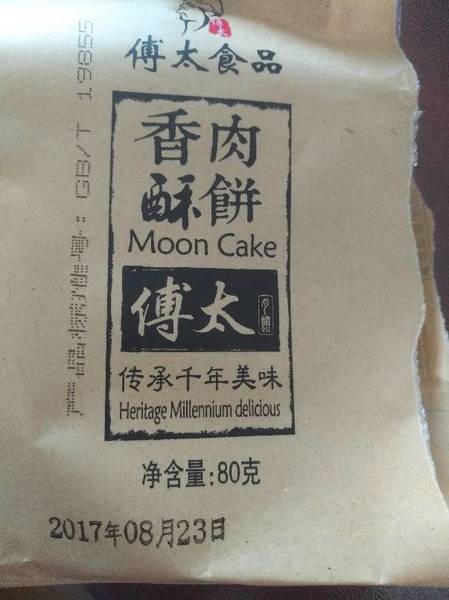 傅太食品
香肉
酥餅
Moon Cake
傅太
传承千年美味
Heritage Millennium delicious
净含量:80克
2017年08月23日
产品标准号:GB/T 19855